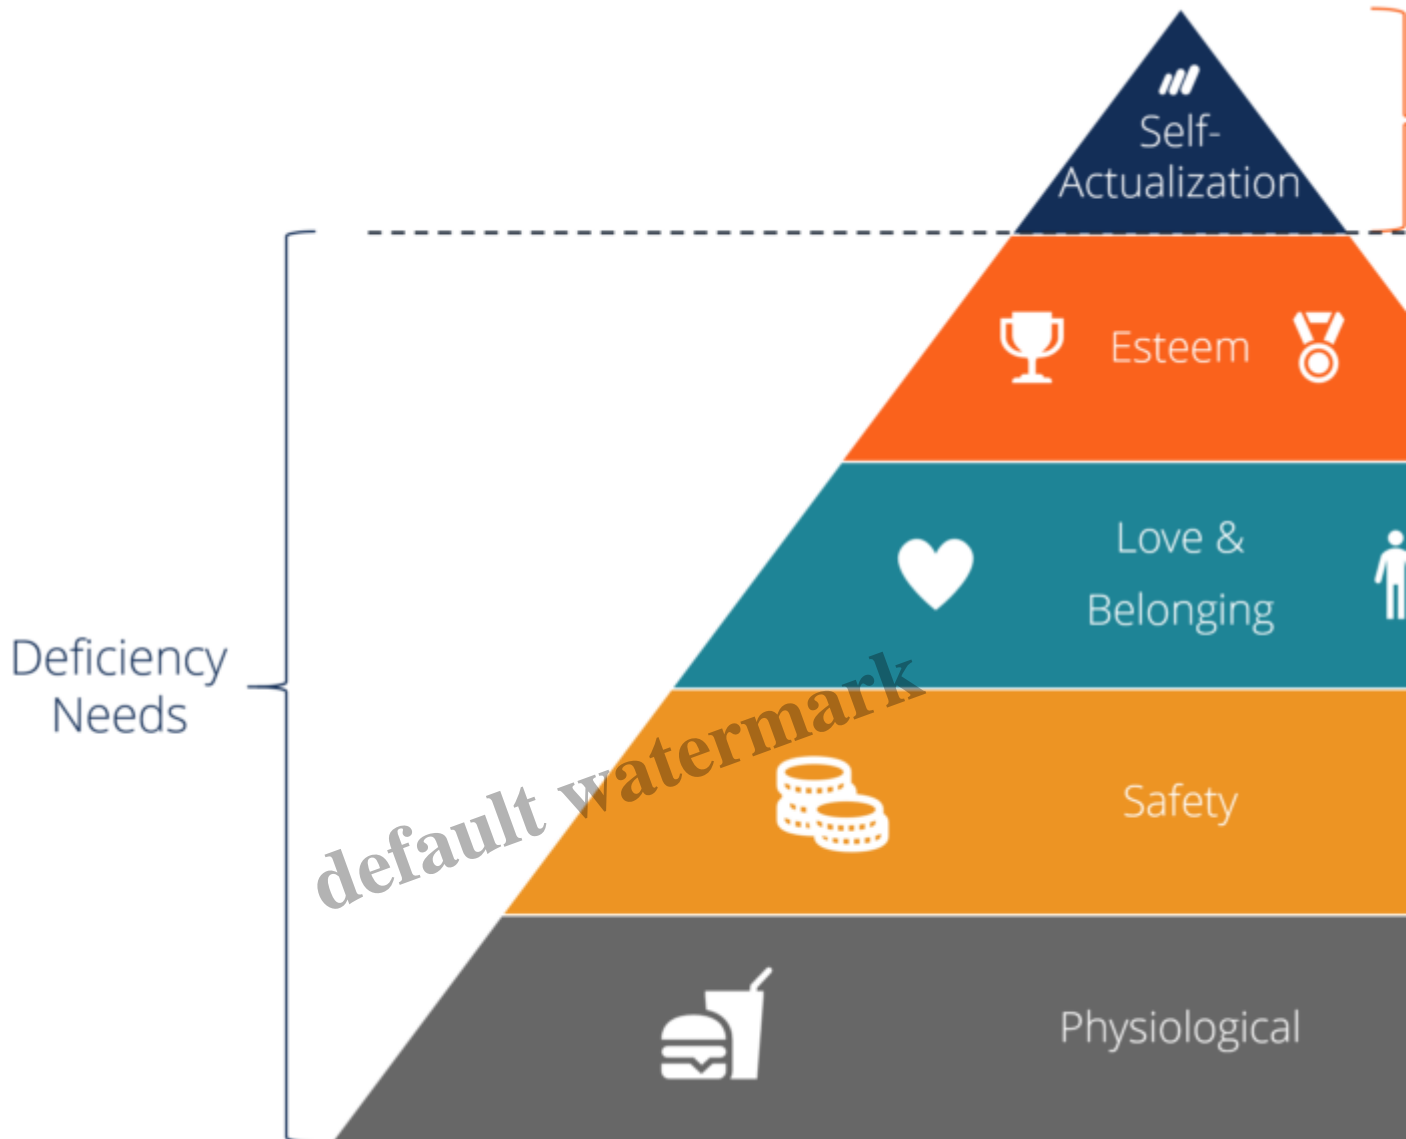 Self-
Actualization
Esteem
Love &
Belonging
Deficiency
Needs
default watermark
Safety
Physiological